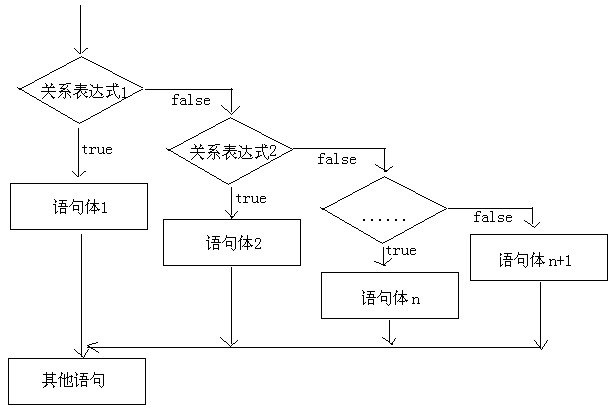 关系表达式1
false
true
关系表达式2
false
语句体1
true
......
false
语句体2
true
语句体n+1
语句体n
其他语句